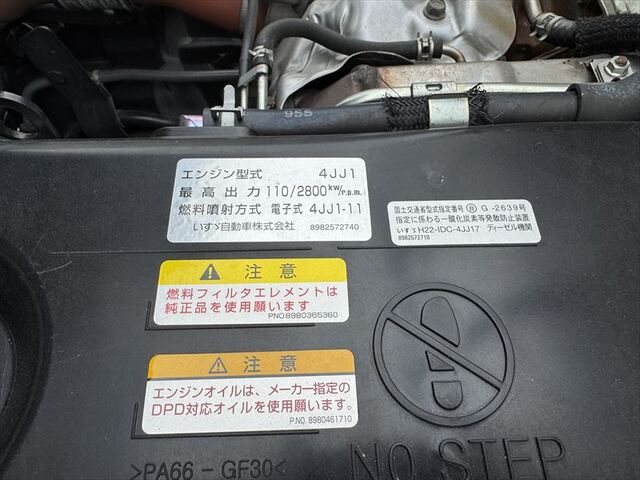 955
エンジン型式 4JJ1
最高出力 110/2800kW/r.p.m.
燃料噴射方式 電子式 4JJ1-11
いすゞ自動車株式会社 8982572740
国土交通省型式指定番号 Ⓑ G -2639号
指定に係わる一酸化炭素等発散防止装置
いすゞH22-IDC-4JJ17 ディーゼル機関
8982572710
注意
燃料フィルタエレメントは
純正品を使用願います
P.NO.8980365360
注意
エンジンオイルは、メーカー指定の
DPD対応オイルを使用願います。
P.NO. 8980461710
NO STEP
>PA66-GF30<